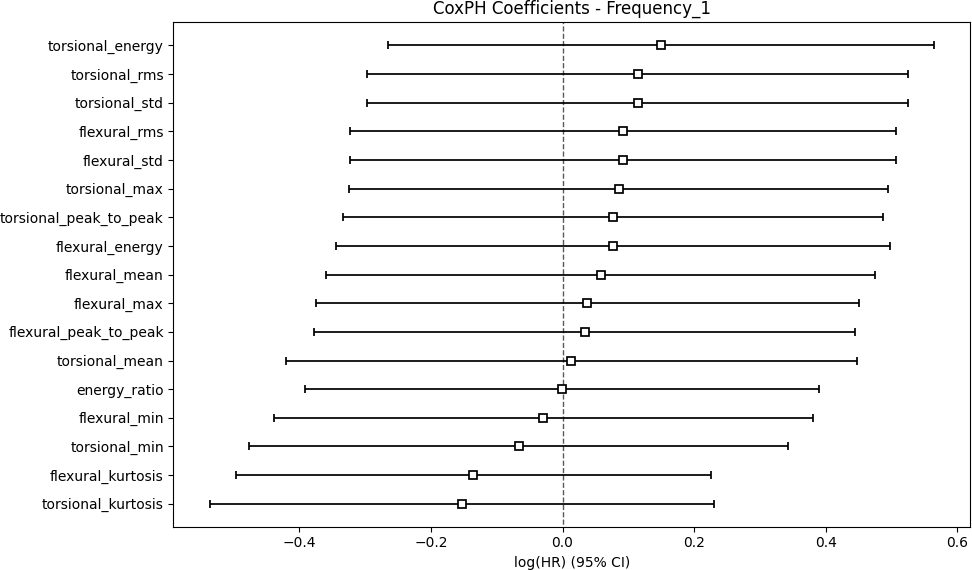 CoxPH Coefficients - Frequency_1
torsional_energy
torsional_rms
torsional_std
flexural_rms
flexural_std
torsional_max
torsional_peak_to_peak
flexural_energy
flexural_mean
flexural_max
flexural_peak_to_peak
torsional_mean
energy_ratio
flexural_min
torsional_min
flexural_kurtosis
torsional_kurtosis
−0.4 −0.2 0.0 0.2 0.4 0.6
log(HR) (95% CI)